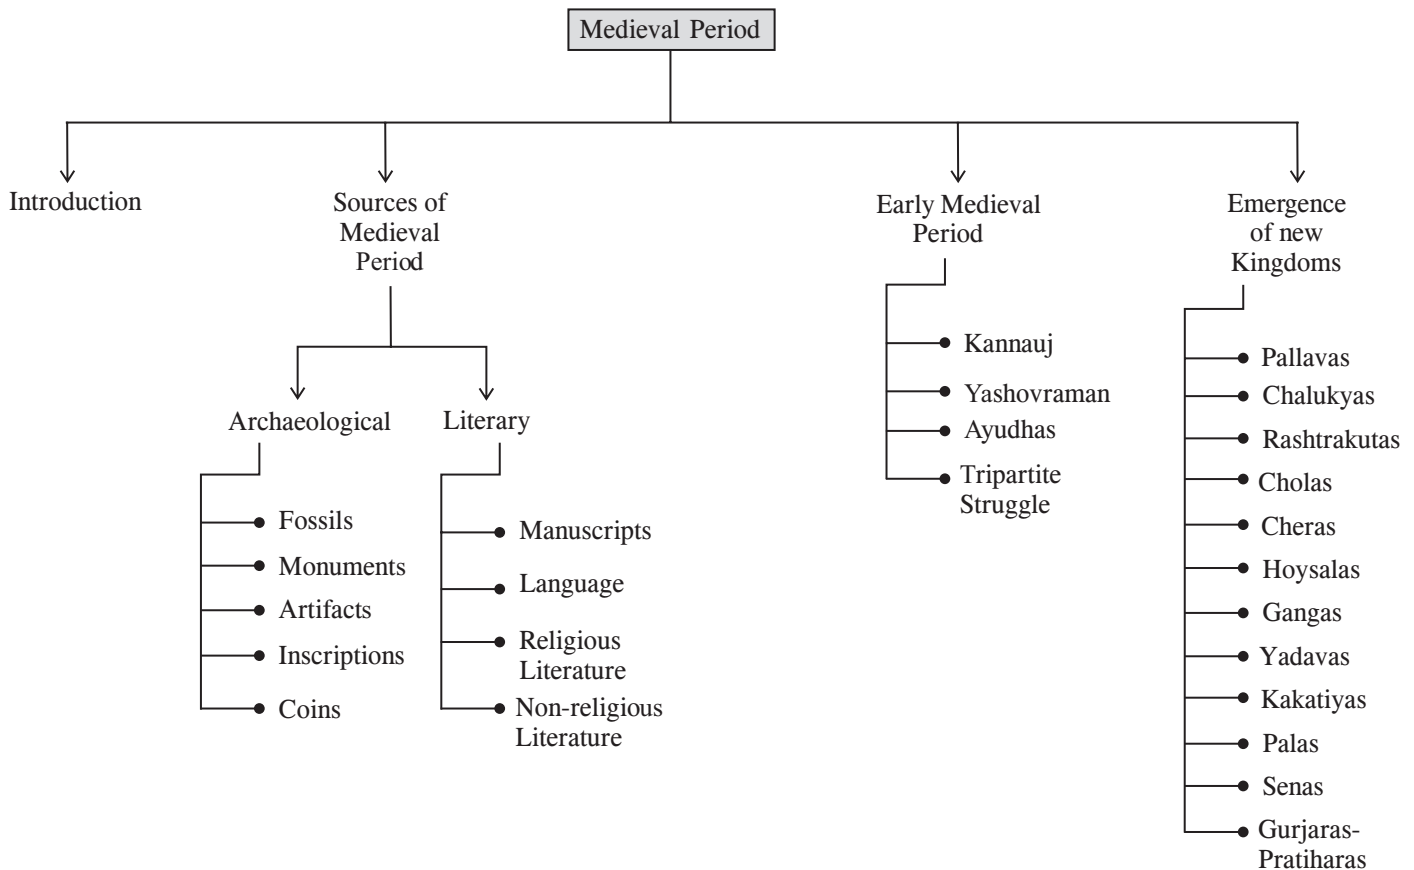 Medieval Period
Introduction
Sources of
Medieval
Period
Archaeological
Fossils
Monuments
Artifacts
Inscriptions
Coins
Literary
Manuscripts
Language
Religious
Literature
Non-religious
Literature
Early Medieval
Period
Kannauj
Yashovraman
Ayudhas
Tripartite
Struggle
Emergence
of new
Kingdoms
Pallavas
Chalukyas
Rashtrakutas
Cholas
Cheras
Hoysalas
Gangas
Yadavas
Kakatiyas
Palas
Senas
Gurjaras-
Pratiharas